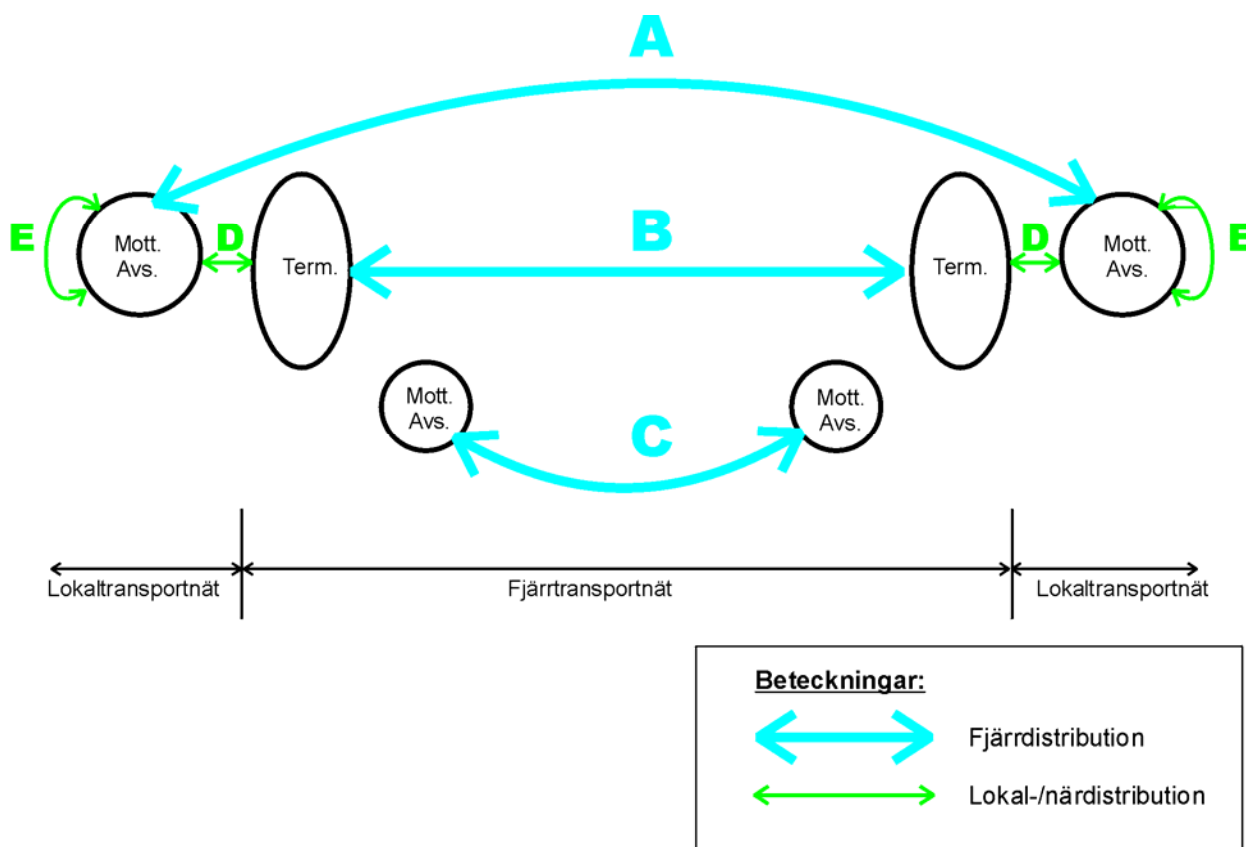 A
E
Mott.
Avs.
D
Term.
B
Term.
D
Mott.
Avs.
E
Mott.
Avs.
C
Mott.
Avs.
Lokaltransportnät
Fjärrtransportnät
Lokaltransportnät
Beteckningar:
Fjärrdistribution
Lokal-/närdistribution